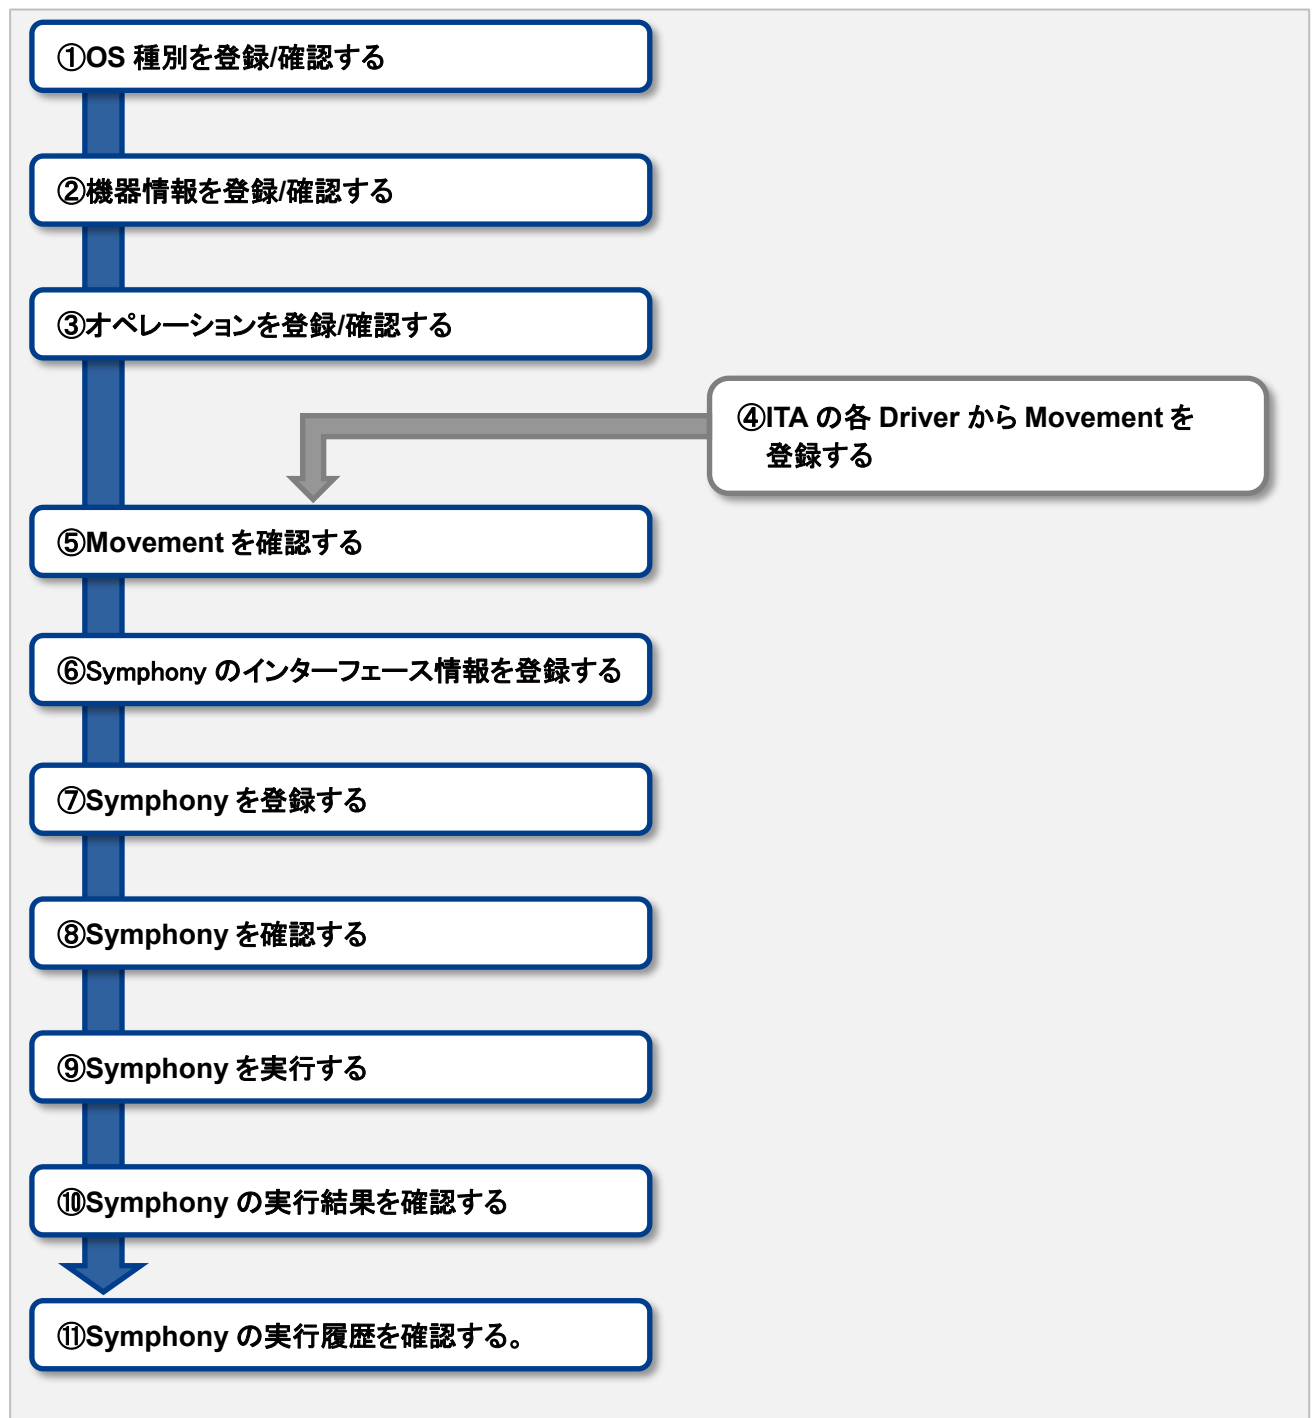 ①OS 種別を登録/確認する
②機器情報を登録/確認する
③オペレーションを登録/確認する
④ITA の各 Driver から Movement を
登録する
⑤Movement を確認する
⑥Symphony のインターフェース情報を登録する
⑦Symphony を登録する
⑧Symphony を確認する
⑨Symphony を実行する
⑩Symphony の実行結果を確認する
⑪Symphony の実行履歴を確認する。